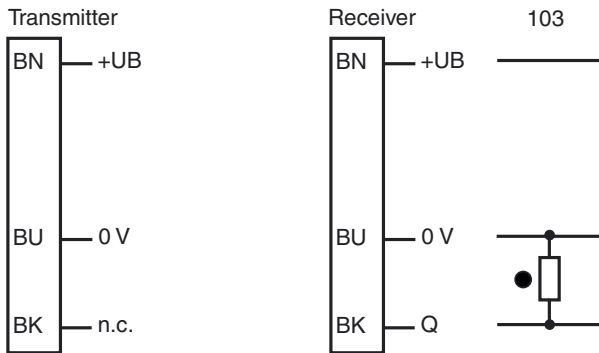 Transmitter
BN +UB
BU 0 V
BK n.c.
Receiver 103
BN +UB
BU 0 V
BK Q